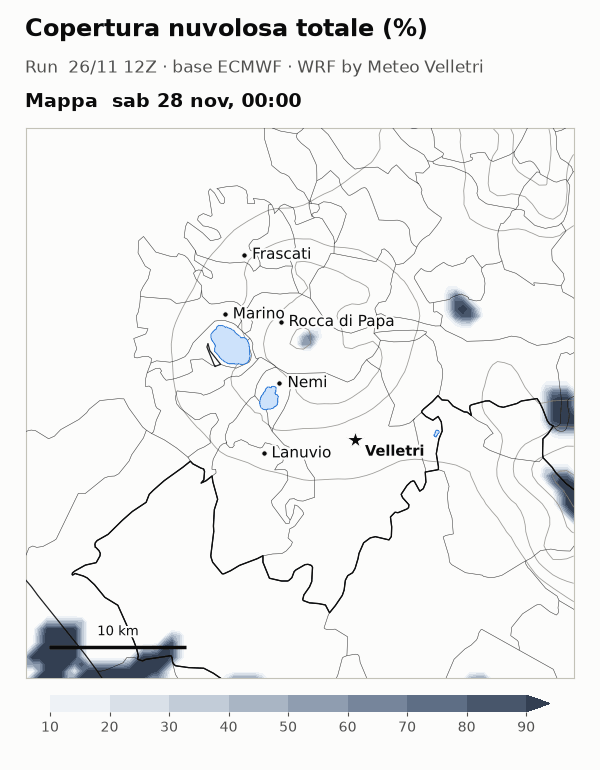 Copertura nuvolosa totale (%)
Run  26/11 12Z · base ECMWF · WRF by Meteo Velletri
Mappa  sab 28 nov, 00:00
Frascati
Marino
Rocca di Papa
Nemi
Velletri
Lanuvio
10 km
10 20 30 40 50 60 70 80 90